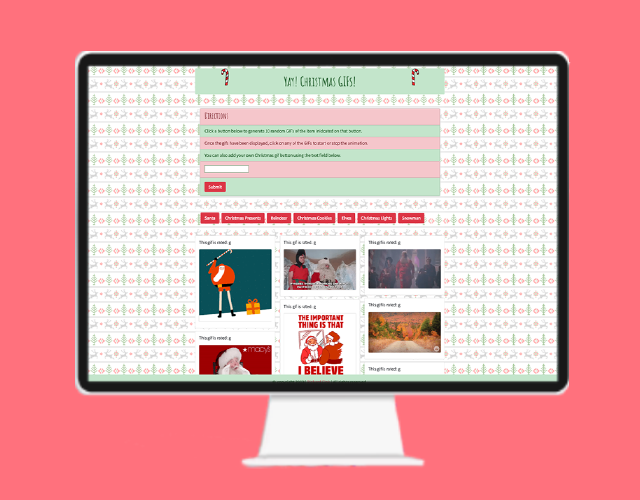 Yay! Christmas GIFs!
Directions
Click a button below to generate 10 random GIFs of the item indicated on that button.
Once the gifs have been displayed, click on any of the GIFs to start or stop the animation.
You can also add your own Christmas gif buttons using the text field below.
Submit
Santa Christmas Presents Reindeer Christmas Cookies Elves Christmas Lights Snowman
This gif is rated: g
This gif is rated: g
This gif is rated: g
This gif is rated: g
This gif is rated: g
THE IMPORTANT
THING IS THAT
I BELIEVE
This gif is rated: g
★macy's
This gif is rated: g